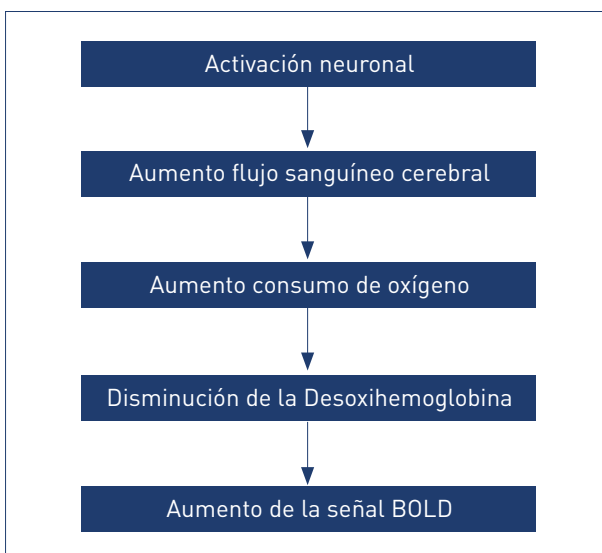 Activación neuronal
Aumento flujo sanguíneo cerebral
Aumento consumo de oxígeno
Disminución de la Desoxihemoglobina
Aumento de la señal BOLD